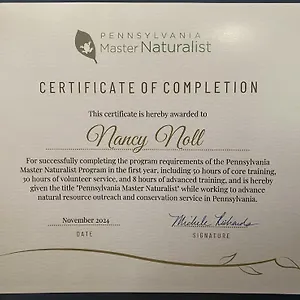 PENNSYLVANIA
Master Naturalist
CERTIFICATE OF COMPLETION
This certificate is hereby awarded to
Nancy Noll
For successfully completing the program requirements of the Pennsylvania
Master Naturalist Program in the first year, including 50 hours of core training,
30 hours of volunteer service, and 8 hours of advanced training, and is hereby
given the title "Pennsylvania Master Naturalist" while working to advance
natural resource outreach and conservation service in Pennsylvania.
November 2024
Michele Richards
DATE
SIGNATURE